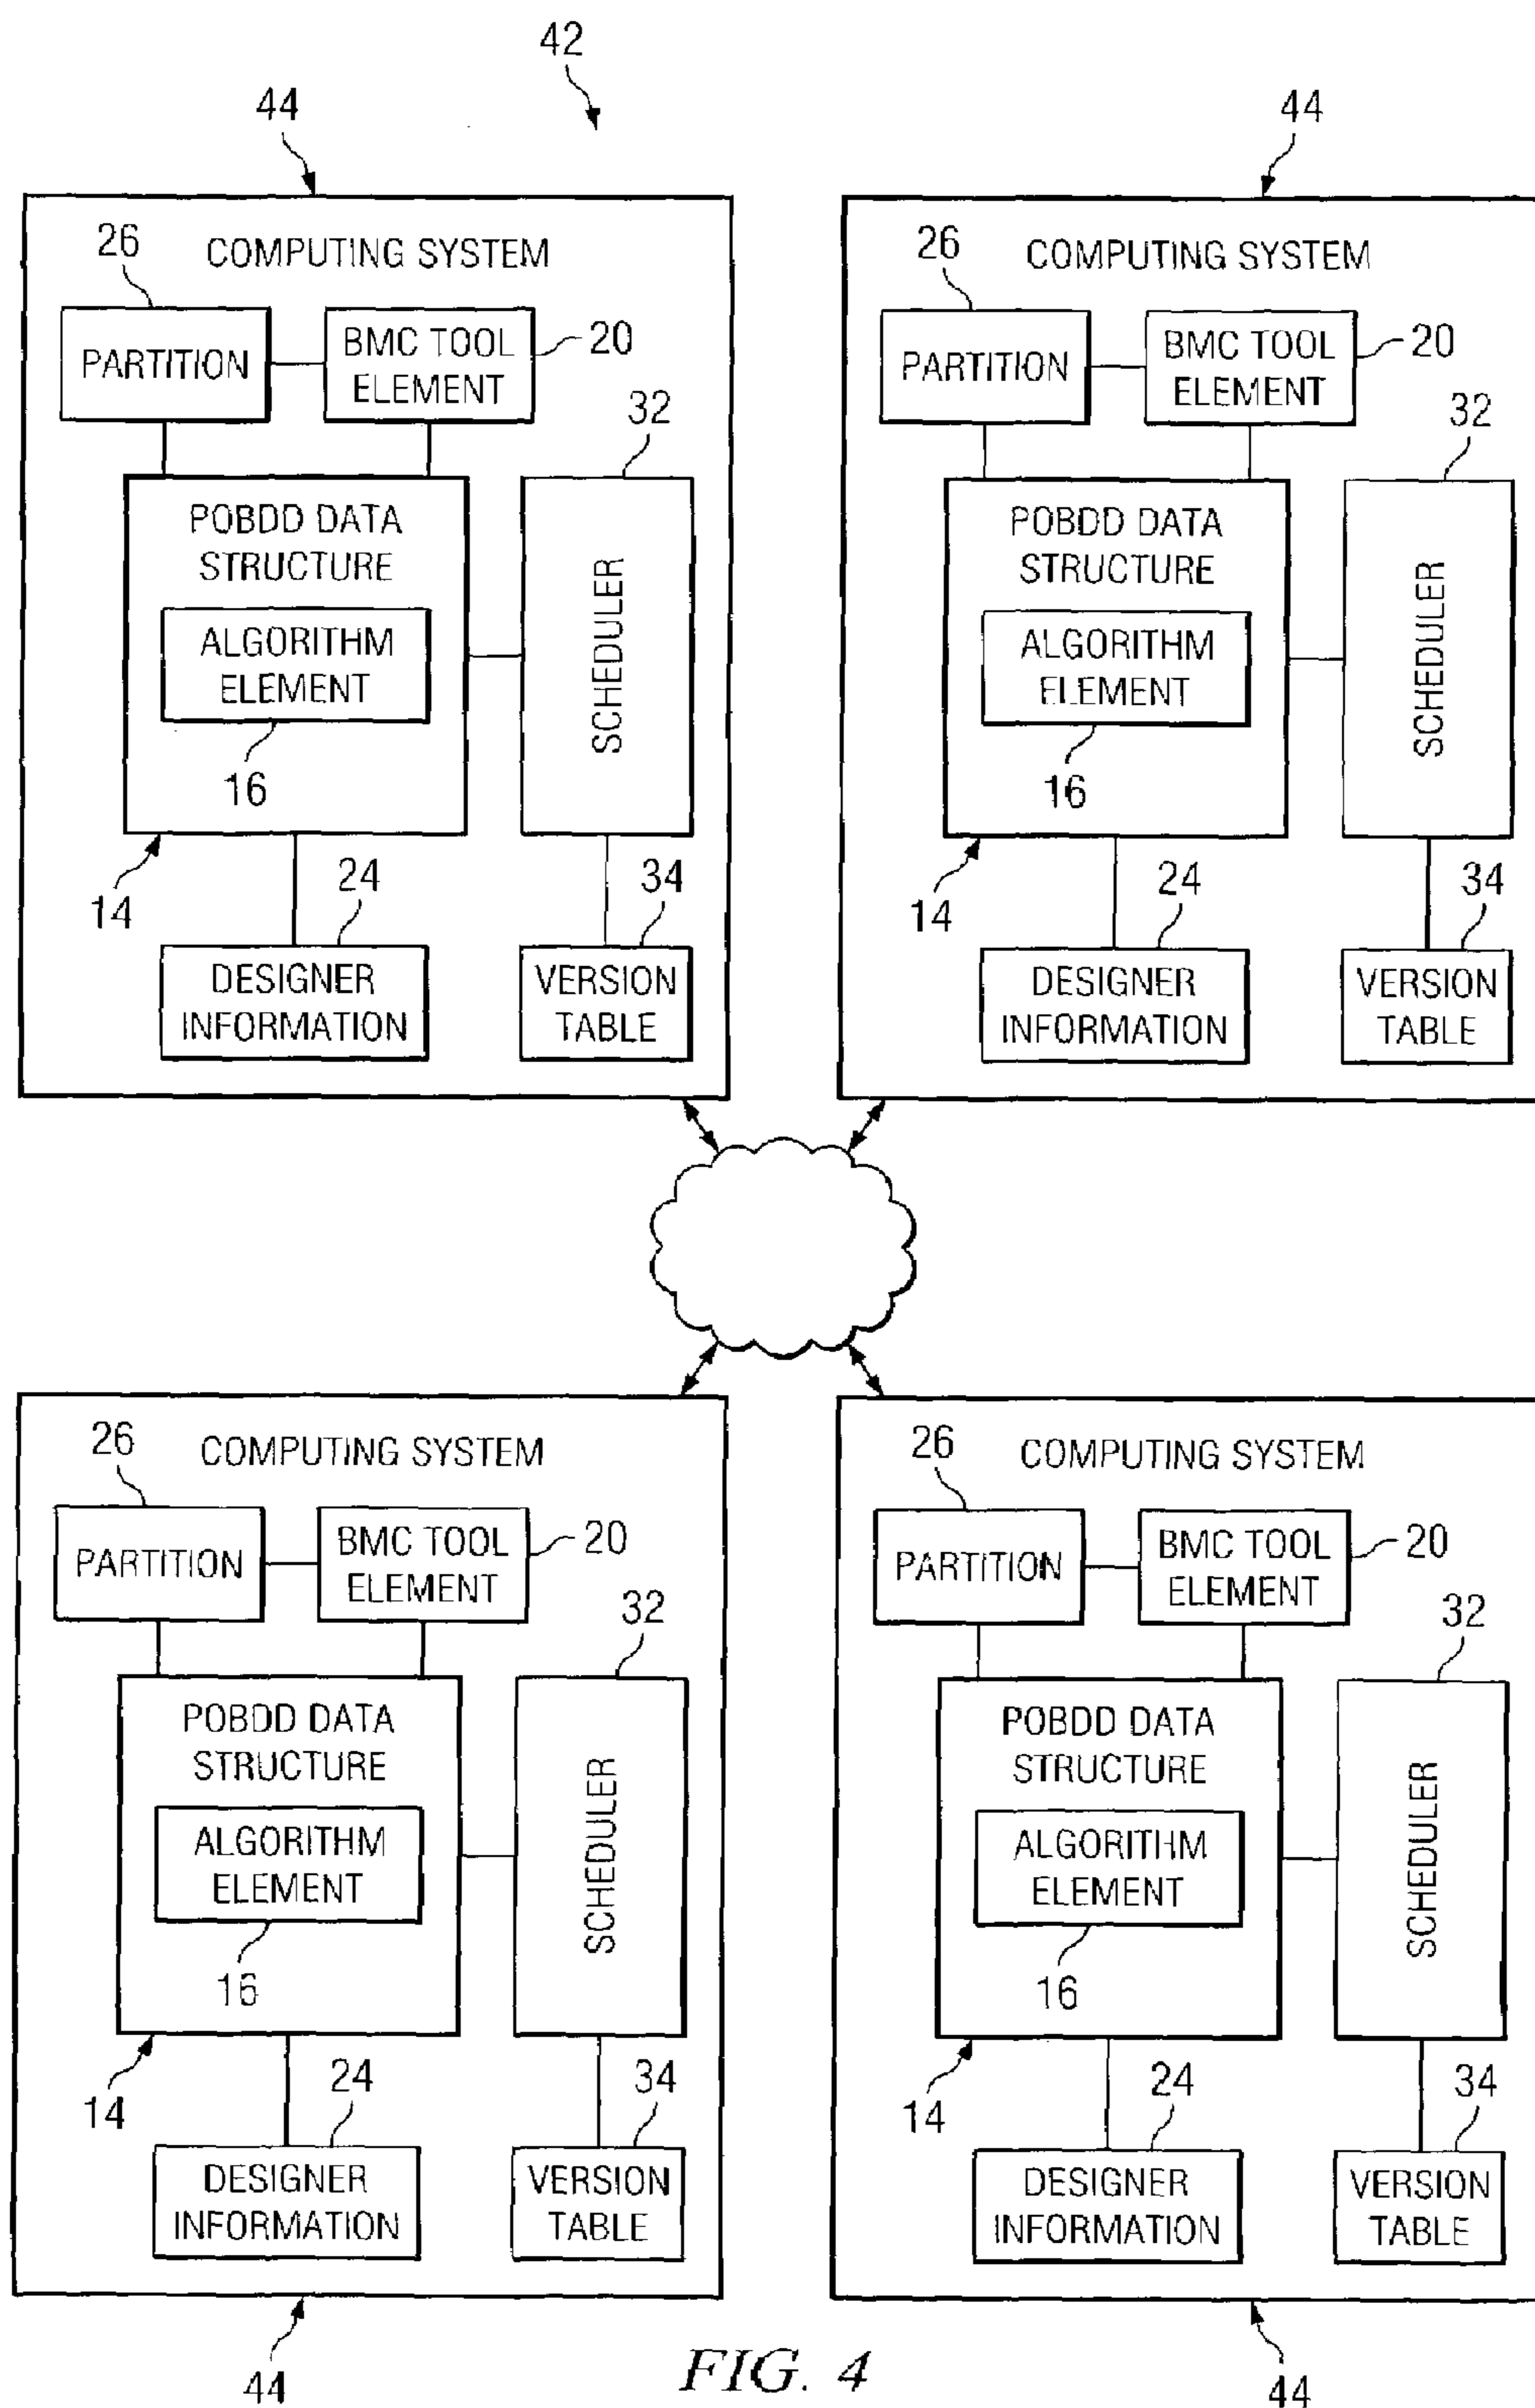 42
44
44
COMPUTING SYSTEM
26
PARTITION
BMC TOOL
ELEMENT
20
32
POBDD DATA
STRUCTURE
ALGORITHM
ELEMENT
16
SCHEDULER
14
24
34
DESIGNER
INFORMATION
VERSION
TABLE
COMPUTING SYSTEM
26
PARTITION
BMC TOOL
ELEMENT
20
32
POBDD DATA
STRUCTURE
ALGORITHM
ELEMENT
16
SCHEDULER
14
24
34
DESIGNER
INFORMATION
VERSION
TABLE
COMPUTING SYSTEM
26
PARTITION
BMC TOOL
ELEMENT
20
32
POBDD DATA
STRUCTURE
ALGORITHM
ELEMENT
16
SCHEDULER
14
24
34
DESIGNER
INFORMATION
VERSION
TABLE
COMPUTING SYSTEM
26
PARTITION
BMC TOOL
ELEMENT
20
32
POBDD DATA
STRUCTURE
ALGORITHM
ELEMENT
16
SCHEDULER
14
24
34
DESIGNER
INFORMATION
VERSION
TABLE
44
44
FIG. 4